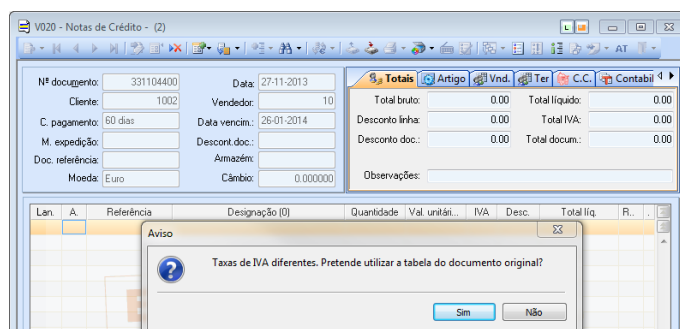 V020 - Notas de Crédito - (2)
AT
Nº documento: 331104400 Data: 27-11-2013
Cliente: 1002 Vendedor: 10
C. pagamento: 60 dias Data vencim.: 26-01-2014
M. expedição: Descont.doc.:
Doc. referência: Armazém:
Moeda: Euro Câmbio: 0.000000
Totais Artigo Vnd. Ter C.C. Contabil
Total bruto: 0.00 Total líquido: 0.00
Desconto linha: 0.00 Total IVA: 0.00
Desconto doc.: 0.00 Total docum.: 0.00
Observações:
Lan. A. Referência Designação (0) Quantidade Val. unitári... IVA Desc. Total líq. R.. .
Aviso
Taxas de IVA diferentes. Pretende utilizar a tabela do documento original?
Sim Não